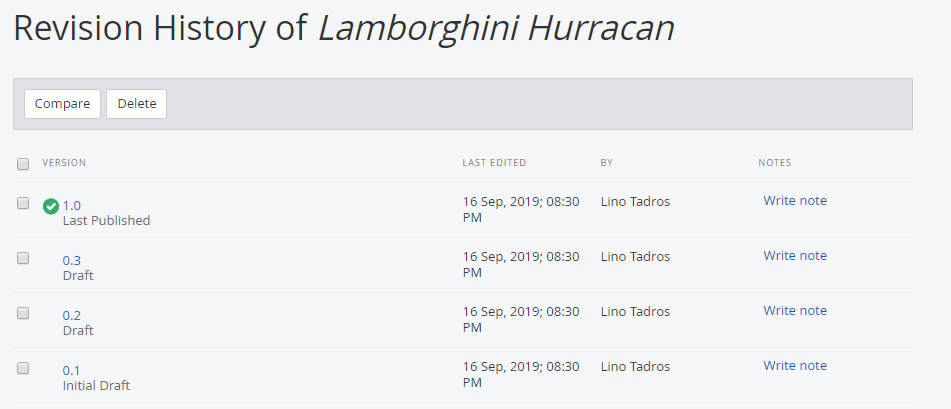 Revision History of Lamborghini Hurracan
Compare Delete
VERSION LAST EDITED BY NOTES
1.0 16 Sep, 2019; 08:30 Lino Tadros Write note
Last Published PM
0.3 16 Sep, 2019; 08:30 Lino Tadros Write note
Draft PM
0.2 16 Sep, 2019; 08:30 Lino Tadros Write note
Draft PM
0.1 16 Sep, 2019; 08:30 Lino Tadros Write note
Initial Draft PM